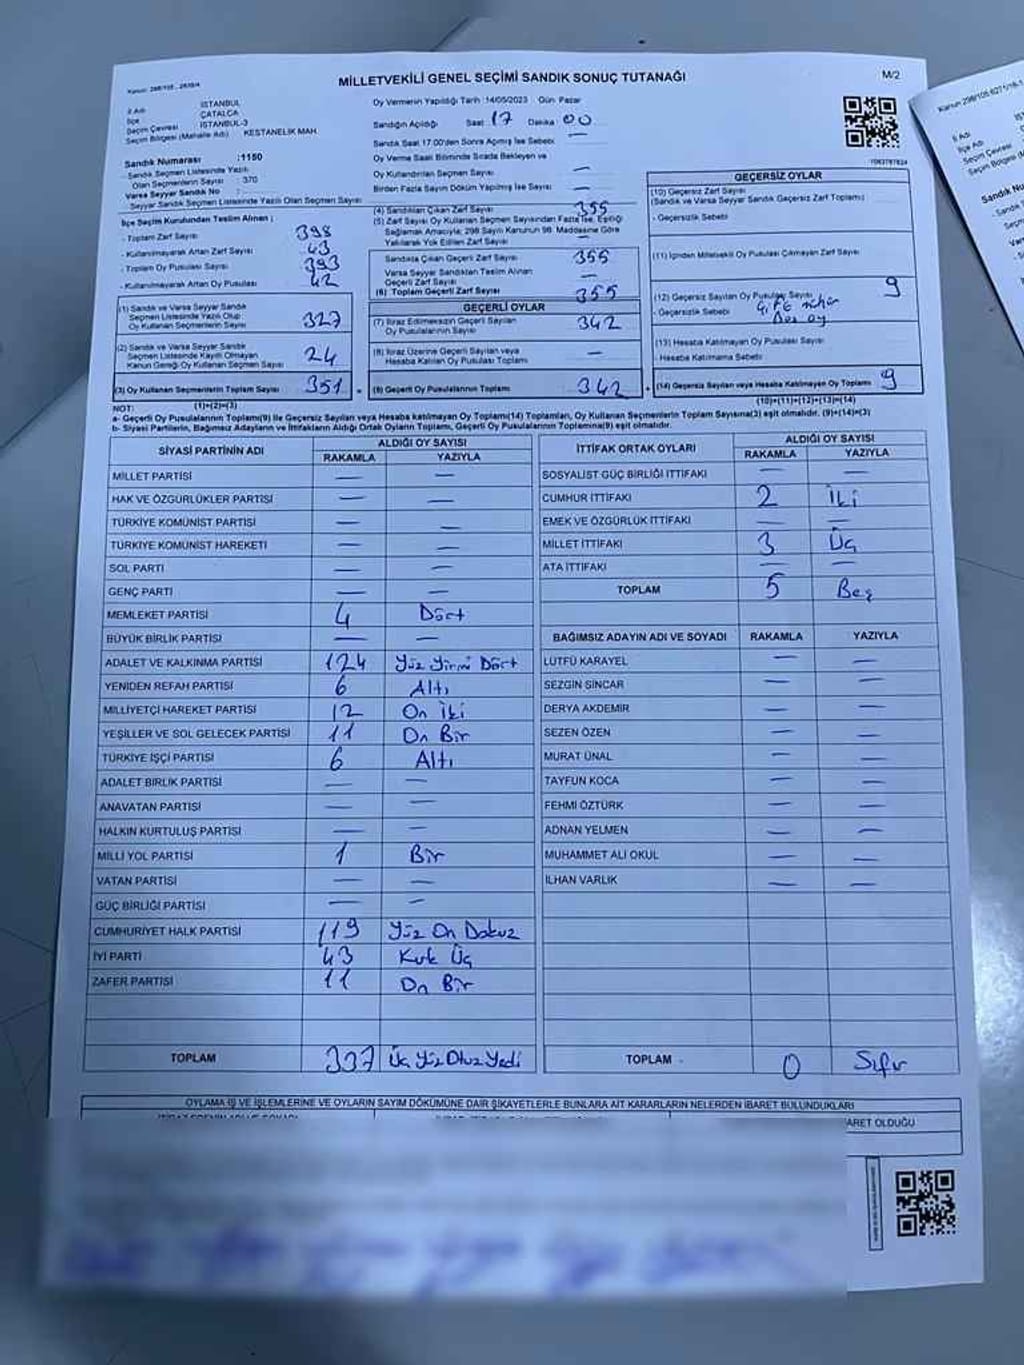 MİLLETVEKİLİ GENEL SEÇİMİ SANDIK SONUÇ TUTANAĞI
M/2
İl Adı İSTANBUL
İlçe ÇATALCA
Seçim Çevresi : İSTANBUL-3
Seçim Bölgesi (Mahalle Adı) : KESTANELİK MAH.
Sandık Numarası :1150
Sandık Seçmen Listesinde Yazılı
Olan Seçmenlerin Sayısı : 370
Varsa Seyyar Sandık No :
Seyyar Sandık Seçmen Listesinde Yazılı Olan Seçmen Sayısı
Oy Vermenin Yapıldığı Tarih :14/05/2023 Gün Pazar
Sandığın Açıldığı Saat 17 Dakika 00
Sandık Saat 17.00'den Sonra Açılmış İse Sebebi —
Oy Verme Saati Bitiminde Sırada Bekleyen ve
Oy Kullandırılan Seçmen Sayısı —
Birden Fazla Sayım Döküm Yapılmış İse Sayısı —
İlçe Seçim Kurulundan Teslim Alınan ;
- Toplam Zarf Sayısı 398
- Kullanılmayarak Artan Zarf Sayısı 43
- Toplam Oy Pusulası Sayısı 393
- Kullanılmayarak Artan Oy Pusulası 42
(1) Sandık ve Varsa Seyyar Sandık
Seçmen Listesinde Yazılı Olup
Oy Kullanan Seçmenlerin Sayısı 327
(2) Sandık ve Varsa Seyyar Sandık
Seçmen Listesinde Kayıtlı Olmayan
Kanun Gereği Oy Kullanan Seçmen Sayısı 24
(3) Oy Kullanan Seçmenlerin Toplam Sayısı 351
(1)+(2)=(3)
(4) Sandıktan Çıkan Zarf Sayısı 355
(5) Zarf Sayısı Oy Kullanan Seçmen Sayısından Fazla İse, Eşitliği
Sağlamak Amacıyla; 298 Sayılı Kanunun 98. Maddesine Göre
Yakılarak Yok Edilen Zarf Sayısı —
Sandıkta Çıkan Geçerli Zarf Sayısı 355
Varsa Seyyar Sandıktan Teslim Alınan
Geçerli Zarf Sayısı —
(6) Toplam Geçerli Zarf Sayısı 355
GEÇERLİ OYLAR
(7) İtiraz Edilmeksizin Geçerli Sayılan
Oy Pusulalarının Sayısı 342
(8) İtiraz Üzerine Geçerli Sayılan veya
Hesaba Katılan Oy Pusulası Toplamı —
(9) Geçerli Oy Pusulalarının Toplamı 342
GEÇERSİZ OYLAR
(10) Geçersiz Zarf Sayısı
(Sandık ve Varsa Seyyar Sandık Geçersiz Zarf Toplamı)
- Geçersizlik Sebebi
(11) İçinden Milletvekili Oy Pusulası Çıkmayan Zarf Sayısı
(12) Geçersiz Sayılan Oy Pusulası Sayısı 9
- Geçersizlik Sebebi Çift mühür
Boş oy
(13) Hesaba Katılmayan Oy Pusulası Sayısı
- Hesaba Katılmama Sebebi
(14) Geçersiz Sayılan veya Hesaba Katılmayan Oy Toplamı 9
(10)+(11)+(12)+(13)=(14)
NOT:
a- Geçerli Oy Pusulalarının Toplamı(9) ile Geçersiz Sayılan veya Hesaba katılmayan Oy Toplamı(14) Toplamları, Oy Kullanan Seçmenlerin Toplam Sayısına(3) eşit olmalıdır. (9)+(14)=(3)
b- Siyasi Partilerin, Bağımsız Adayların ve İttifakların Aldığı Ortak Oyların Toplamı, Geçerli Oy Pusulalarının Toplamına(9) eşit olmalıdır.
SİYASİ PARTİNİN ADI ALDIĞI OY SAYISI
RAKAMLA YAZIYLA
MİLLET PARTİSİ — —
HAK VE ÖZGÜRLÜKLER PARTİSİ — —
TÜRKİYE KOMÜNİST PARTİSİ — —
TÜRKİYE KOMÜNİST HAREKETİ — —
SOL PARTİ — —
GENÇ PARTİ — —
MEMLEKET PARTİSİ 4 Dört
BÜYÜK BİRLİK PARTİSİ — —
ADALET VE KALKINMA PARTİSİ 124 Yüz Yirmi Dört
YENİDEN REFAH PARTİSİ 6 Altı
MİLLİYETÇİ HAREKET PARTİSİ 12 On İki
YEŞİLLER VE SOL GELECEK PARTİSİ 11 On Bir
TÜRKİYE İŞÇİ PARTİSİ 6 Altı
ADALET BİRLİK PARTİSİ — —
ANAVATAN PARTİSİ — —
HALKIN KURTULUŞ PARTİSİ — —
MİLLİ YOL PARTİSİ 1 Bir
VATAN PARTİSİ — —
GÜÇ BİRLİĞİ PARTİSİ — —
CUMHURİYET HALK PARTİSİ 119 Yüz On Dokuz
İYİ PARTİ 43 Kırk Üç
ZAFER PARTİSİ 11 On Bir
TOPLAM 337 Üç Yüz Otuz Yedi
İTTİFAK ORTAK OYLARI ALDIĞI OY SAYISI
RAKAMLA YAZIYLA
SOSYALİST GÜÇ BİRLİĞİ İTTİFAKI — —
CUMHUR İTTİFAKI 2 İki
EMEK VE ÖZGÜRLÜK İTTİFAKI — —
MİLLET İTTİFAKI 3 Üç
ATA İTTİFAKI — —
TOPLAM 5 Beş
BAĞIMSIZ ADAYIN ADI VE SOYADI RAKAMLA YAZIYLA
LÜTFÜ KARAYEL — —
SEZGİN SİNCAR — —
DERYA AKDEMİR — —
SEZEN ÖZEN — —
MURAT ÜNAL — —
TAYFUN KOCA — —
FEHMİ ÖZTÜRK — —
ADNAN YELMEN — —
MUHAMMET ALİ OKUL — —
İLHAN VARLIK — —
TOPLAM 0 Sıfır
OYLAMA İŞ VE İŞLEMLERİNE VE OYLARIN SAYIM DÖKÜMÜNE DAİR ŞİKAYETLERLE BUNLARA AİT KARARLARIN NELERDEN İBARET BULUNDUKLARI
ARET OLDUĞU